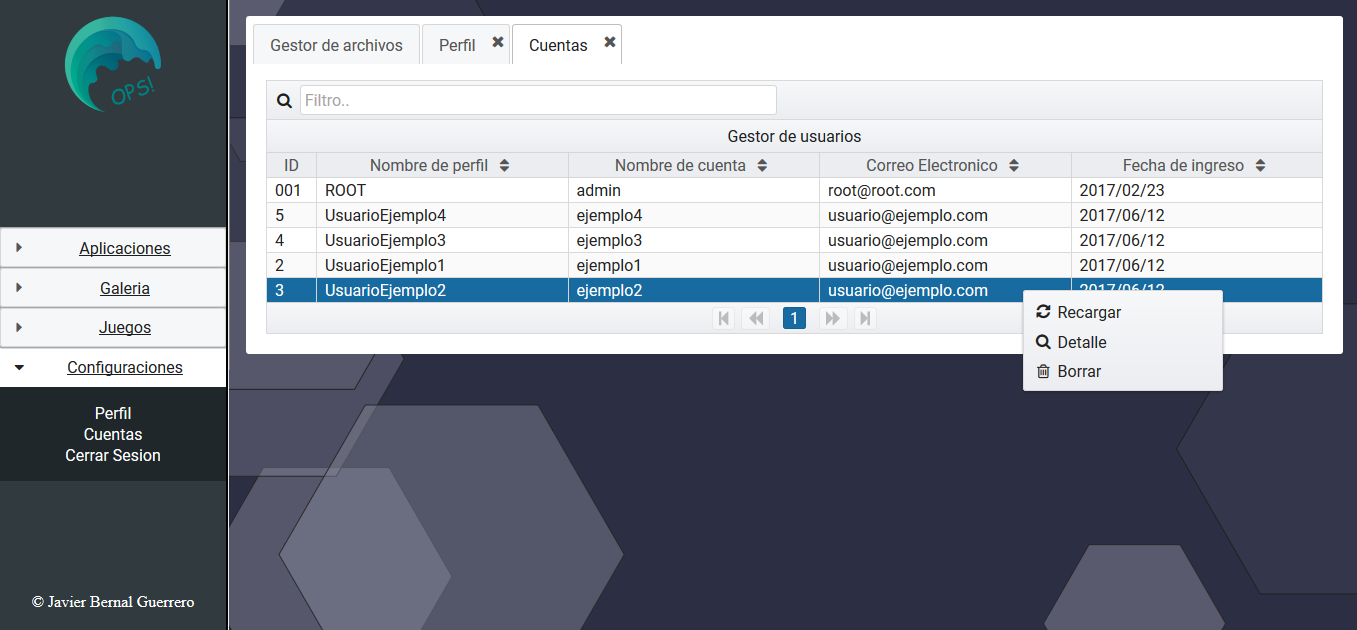 OPS!
Aplicaciones
Galeria
Juegos
Configuraciones
Perfil
Cuentas
Cerrar Sesion
© Javier Bernal Guerrero
Gestor de archivos Perfil Cuentas
Filtro..
Gestor de usuarios
ID Nombre de perfil Nombre de cuenta Correo Electronico Fecha de ingreso
001 ROOT admin root@root.com 2017/02/23
5 UsuarioEjemplo4 ejemplo4 usuario@ejemplo.com 2017/06/12
4 UsuarioEjemplo3 ejemplo3 usuario@ejemplo.com 2017/06/12
2 UsuarioEjemplo1 ejemplo1 usuario@ejemplo.com 2017/06/12
3 UsuarioEjemplo2 ejemplo2 usuario@ejemplo.com 2017/06/12
1
Recargar
Detalle
Borrar